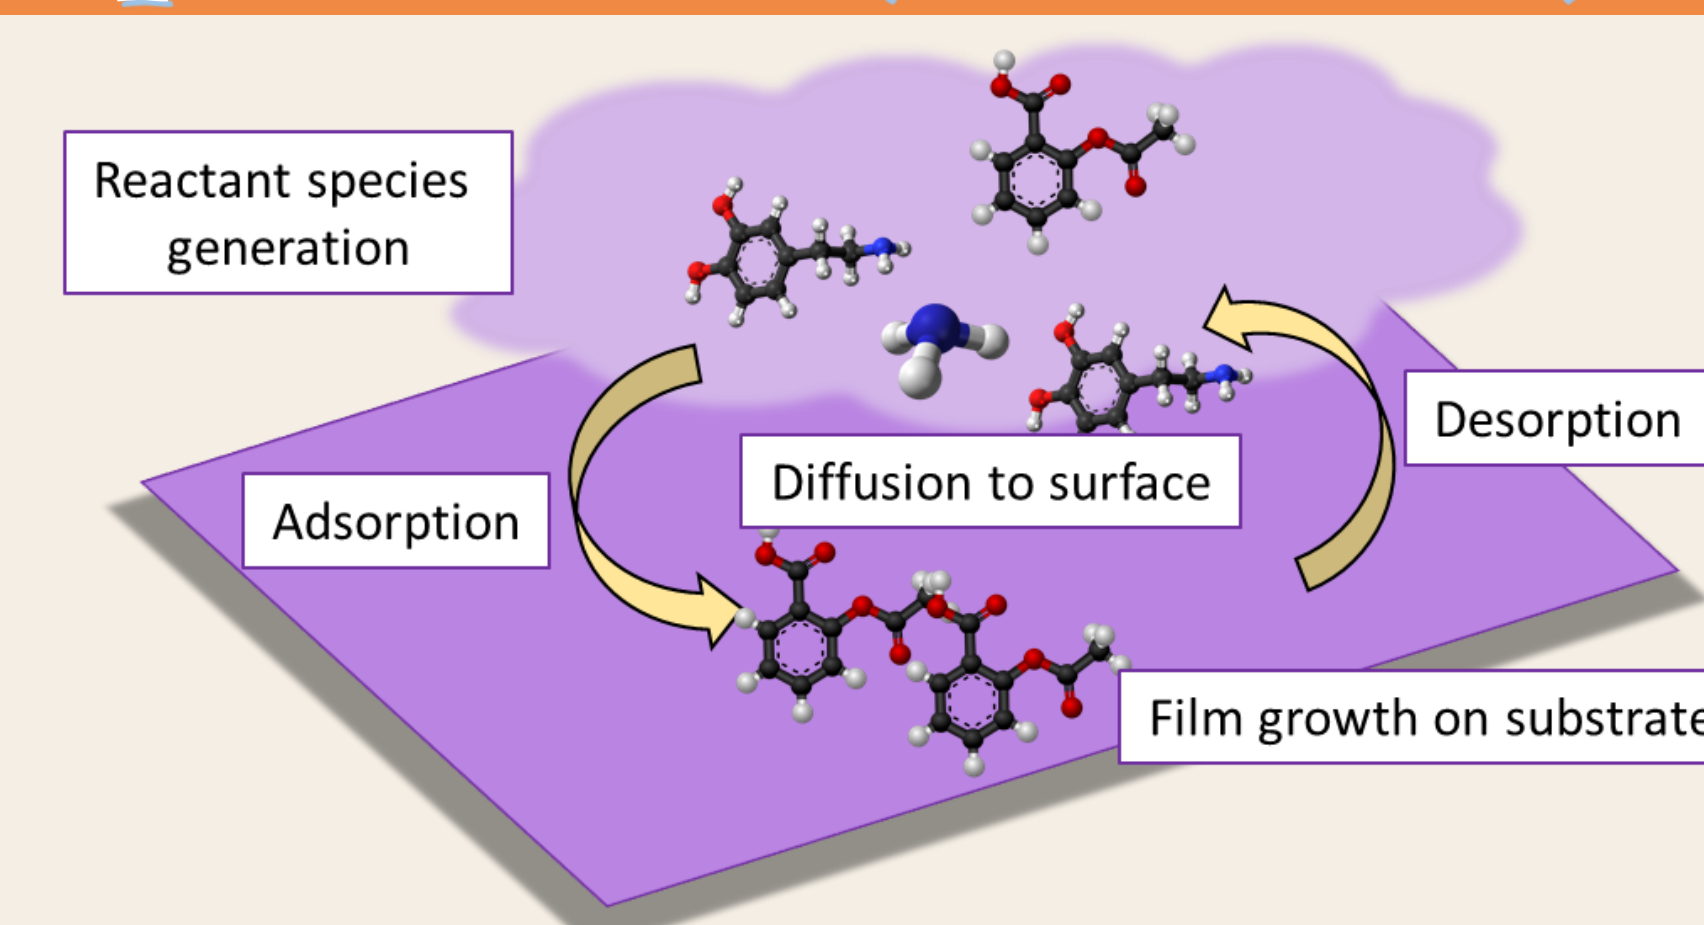 Reactant species
generation
Desorption
Diffusion to surface
Adsorption
Film growth on substrate